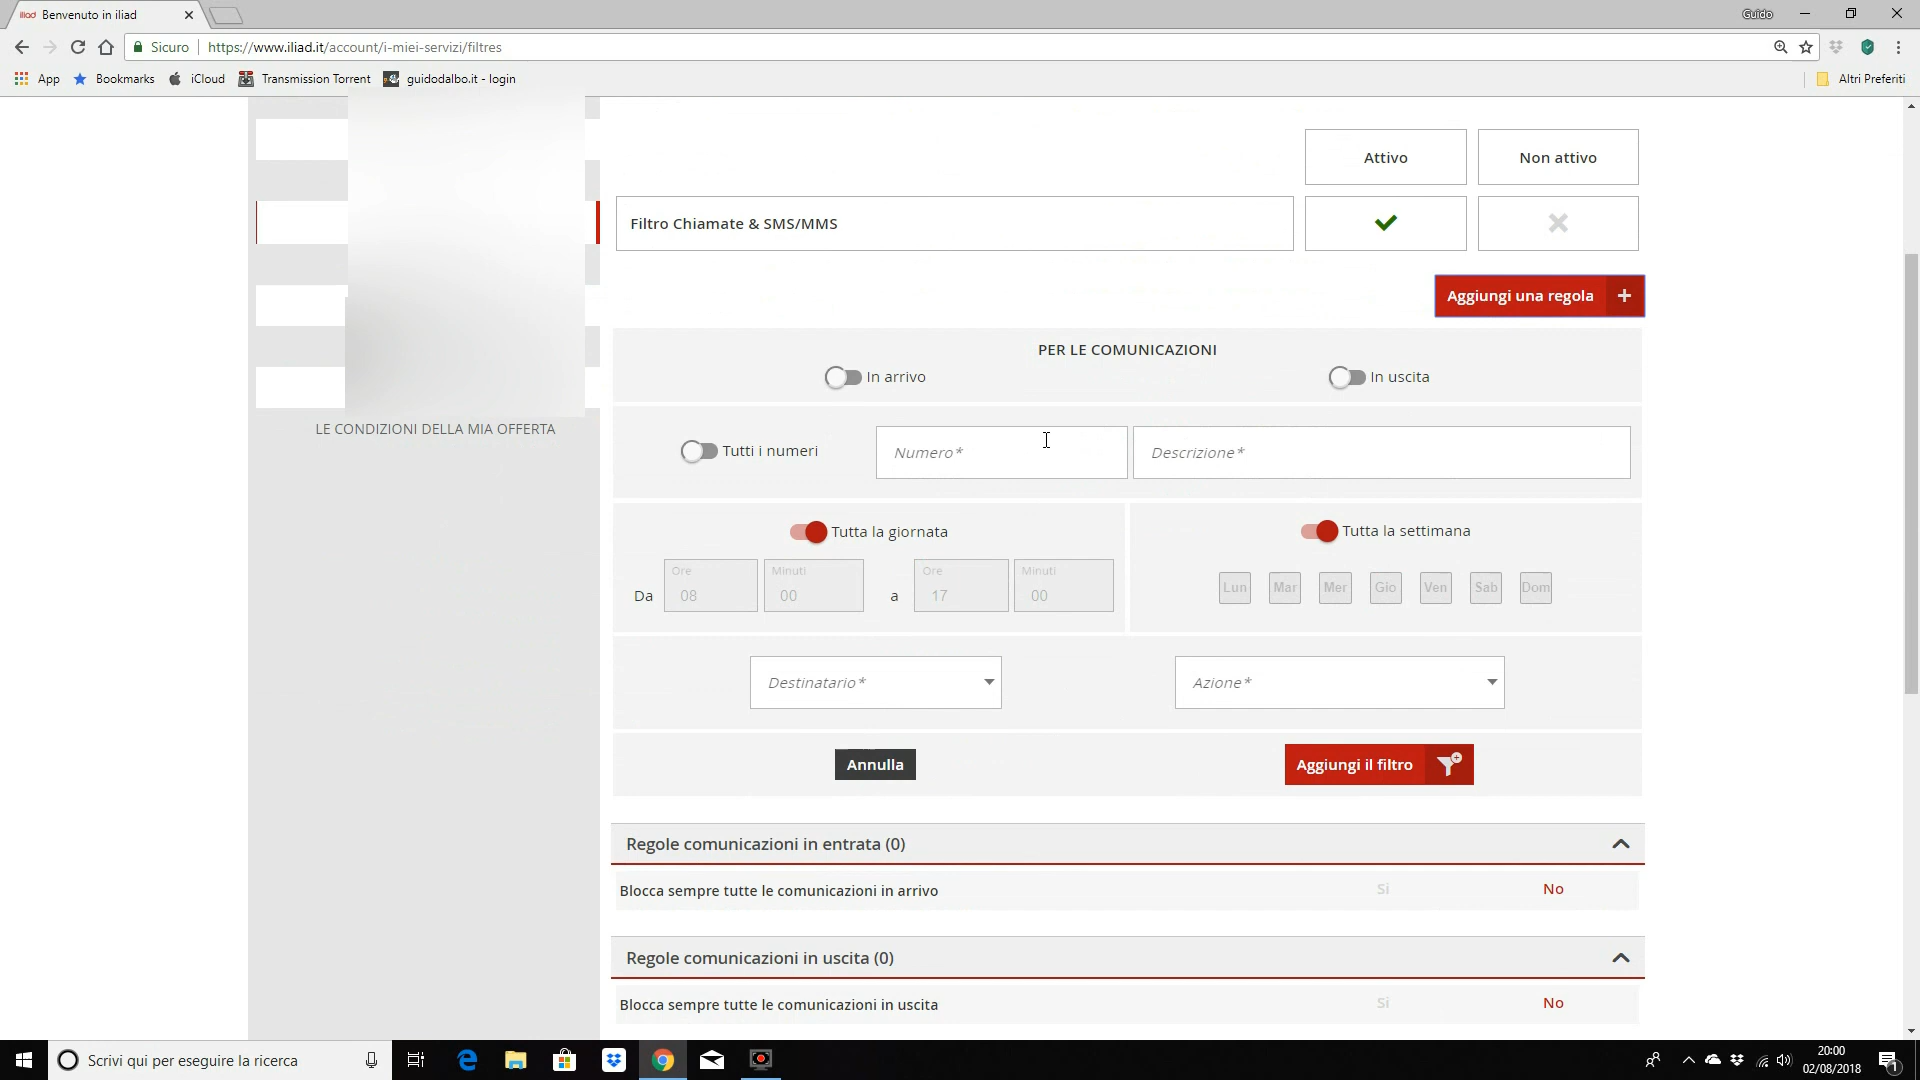 iliad Benvenuto in iliad
Guido
Sicuro https://www.iliad.it/account/i-miei-servizi/filtres
App Bookmarks iCloud Transmission Torrent guidodalbo.it - login Altri Preferiti
Attivo Non attivo
Filtro Chiamate & SMS/MMS
Aggiungi una regola +
PER LE COMUNICAZIONI
In arrivo In uscita
LE CONDIZIONI DELLA MIA OFFERTA
Tutti i numeri Numero* Descrizione*
Tutta la giornata Tutta la settimana
Ore Minuti Ore Minuti
Da 08 00 a 17 00
Lun Mar Mer Gio Ven Sab Dom
Destinatario* Azione*
Annulla Aggiungi il filtro
Regole comunicazioni in entrata (0)
Blocca sempre tutte le comunicazioni in arrivo Sì No
Regole comunicazioni in uscita (0)
Blocca sempre tutte le comunicazioni in uscita Sì No
Scrivi qui per eseguire la ricerca
20:00
02/08/2018
1